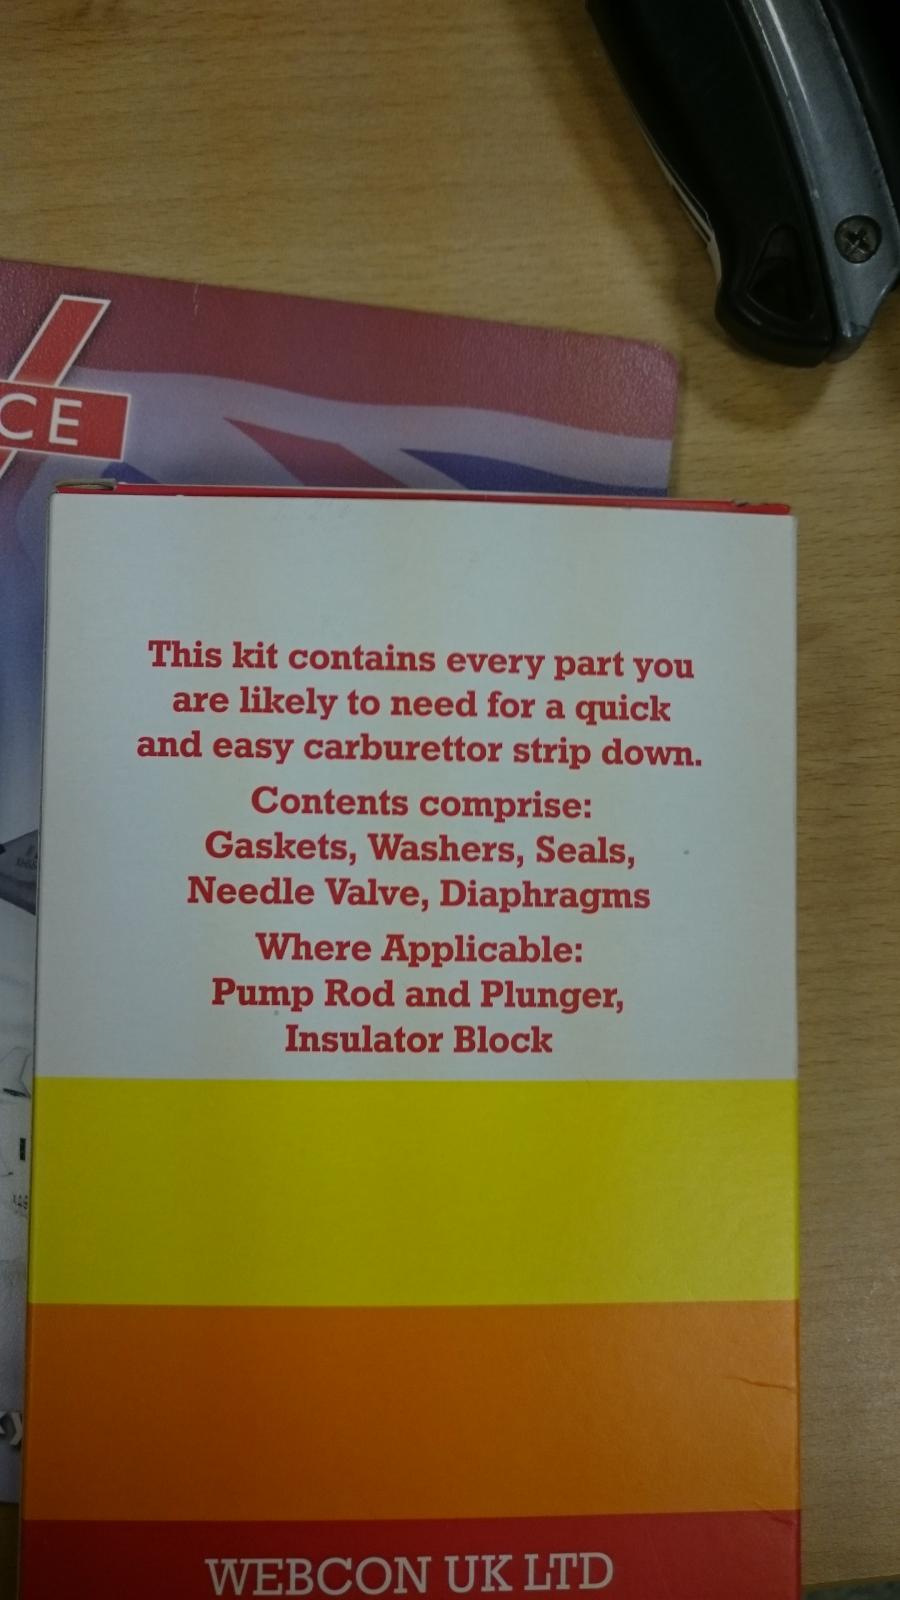 CE
This kit contains every part you
are likely to need for a quick
and easy carburettor strip down.
Contents comprise:
Gaskets, Washers, Seals,
Needle Valve, Diaphragms
Where Applicable:
Pump Rod and Plunger,
Insulator Block
WEBCON UK LTD